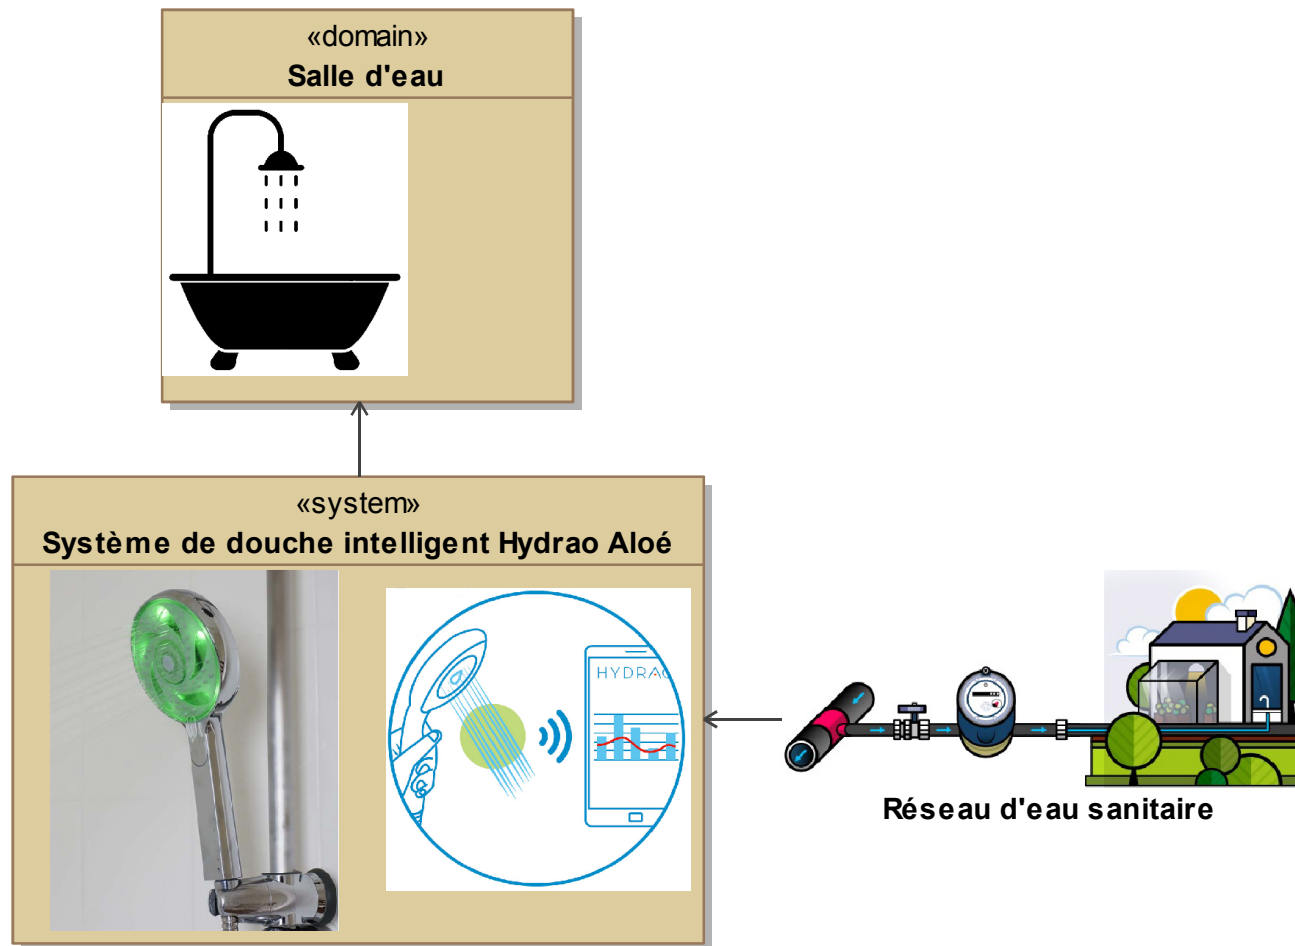 «domain»
Salle d'eau
«system»
Système de douche intelligent Hydrao Aloé
HYDRAO
Réseau d'eau sanitaire